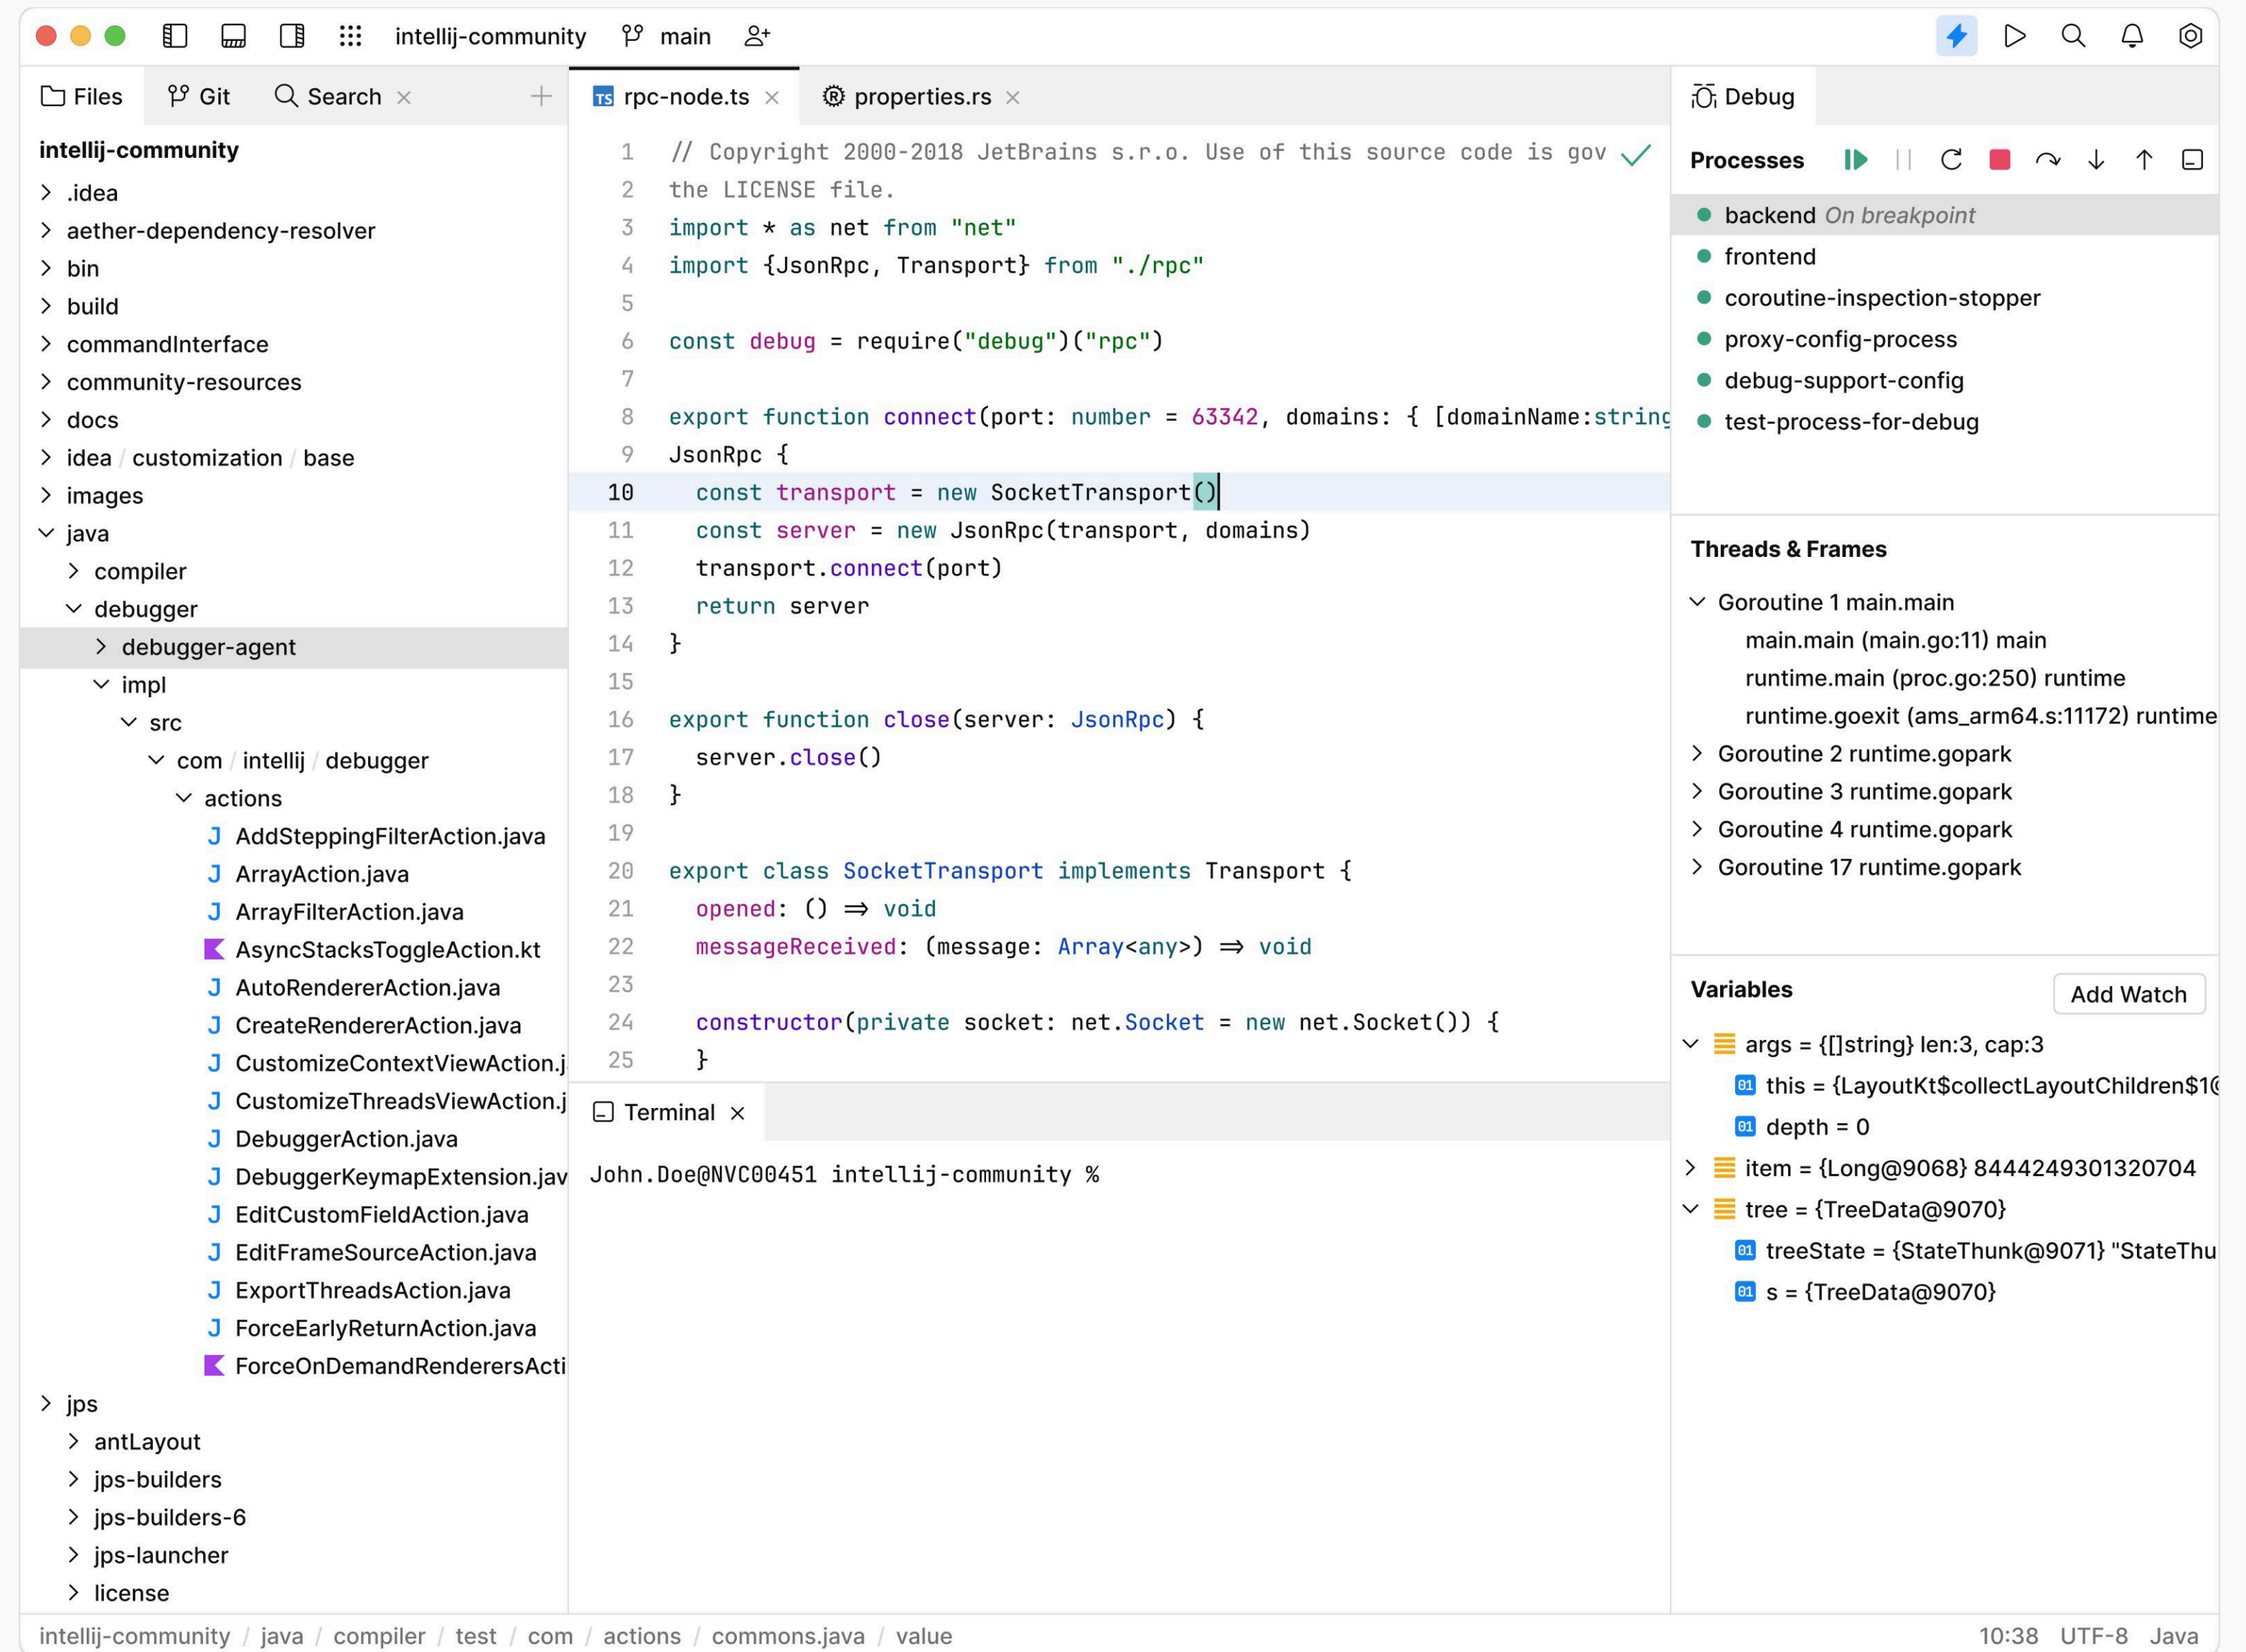 intellij-community main
Files Git Search
intellij-community
.idea
aether-dependency-resolver
bin
build
commandInterface
community-resources
docs
idea / customization / base
images
java
compiler
debugger
debugger-agent
impl
src
com / intellij / debugger
actions
J AddSteppingFilterAction.java
J ArrayAction.java
J ArrayFilterAction.java
AsyncStacksToggleAction.kt
J AutoRendererAction.java
J CreateRendererAction.java
J CustomizeContextViewAction.j
J CustomizeThreadsViewAction.j
J DebuggerAction.java
J DebuggerKeymapExtension.jav
J EditCustomFieldAction.java
J EditFrameSourceAction.java
J ExportThreadsAction.java
J ForceEarlyReturnAction.java
ForceOnDemandRenderersActi
jps
antLayout
jps-builders
jps-builders-6
jps-launcher
license
TS rpc-node.ts R properties.rs
1 // Copyright 2000-2018 JetBrains s.r.o. Use of this source code is gov
2 the LICENSE file.
3 import * as net from "net"
4 import {JsonRpc, Transport} from "./rpc"
5
6 const debug = require("debug")("rpc")
7
8 export function connect(port: number = 63342, domains: { [domainName:string
9 JsonRpc {
10 const transport = new SocketTransport()
11 const server = new JsonRpc(transport, domains)
12 transport.connect(port)
13 return server
14 }
15
16 export function close(server: JsonRpc) {
17 server.close()
18 }
19
20 export class SocketTransport implements Transport {
21 opened: () => void
22 messageReceived: (message: Array<any>) => void
23
24 constructor(private socket: net.Socket = new net.Socket()) {
25 }
Terminal
John.Doe@NVC00451 intellij-community %
Debug
Processes
backend On breakpoint
frontend
coroutine-inspection-stopper
proxy-config-process
debug-support-config
test-process-for-debug
Threads & Frames
Goroutine 1 main.main
main.main (main.go:11) main
runtime.main (proc.go:250) runtime
runtime.goexit (ams_arm64.s:11172) runtime
Goroutine 2 runtime.gopark
Goroutine 3 runtime.gopark
Goroutine 4 runtime.gopark
Goroutine 17 runtime.gopark
Variables Add Watch
args = {[]string} len:3, cap:3
01 this = {LayoutKt$collectLayoutChildren$1@
01 depth = 0
item = {Long@9068} 8444249301320704
tree = {TreeData@9070}
01 treeState = {StateThunk@9071} "StateThu
01 s = {TreeData@9070}
intellij-community / java / compiler / test / com / actions / commons.java / value
10:38 UTF-8 Java